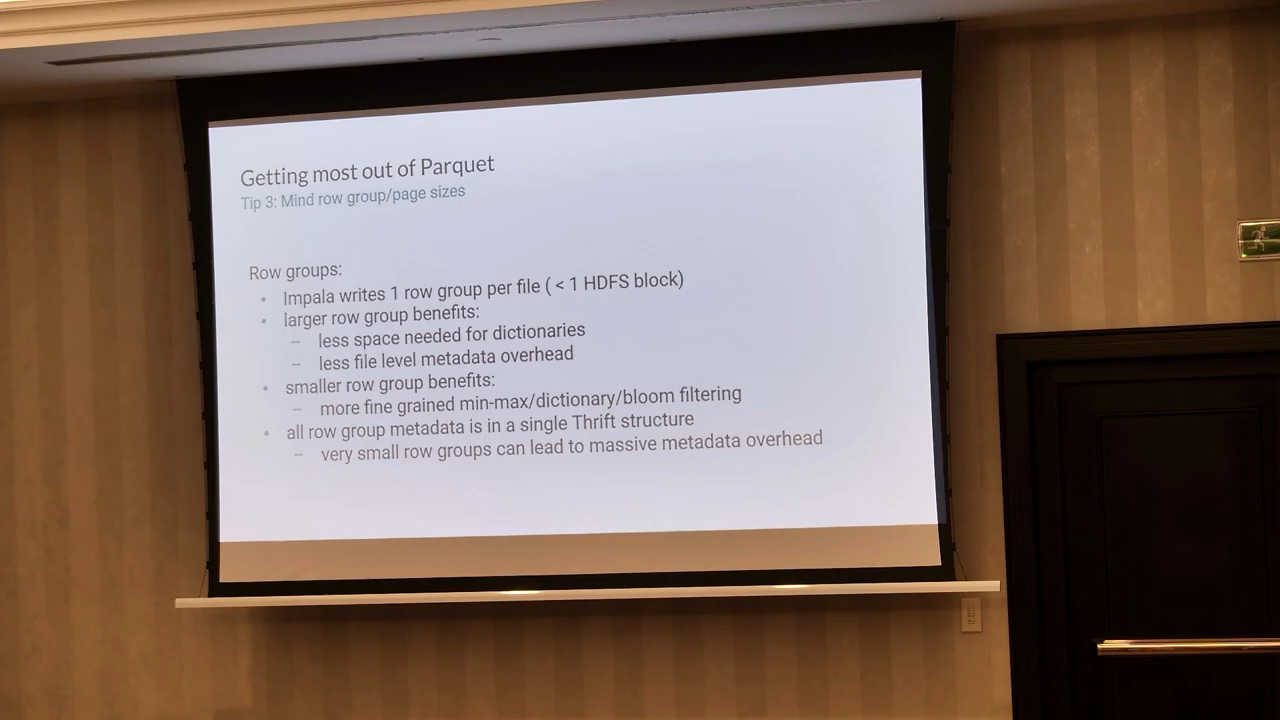 Getting most out of Parquet
Tip 3: Mind row group/page sizes
Row groups:
• Impala writes 1 row group per file ( < 1 HDFS block)
• larger row group benefits:
– less space needed for dictionaries
– less file level metadata overhead
• smaller row group benefits:
– more fine grained min-max/dictionary/bloom filtering
• all row group metadata is in a single Thrift structure
– very small row groups can lead to massive metadata overhead